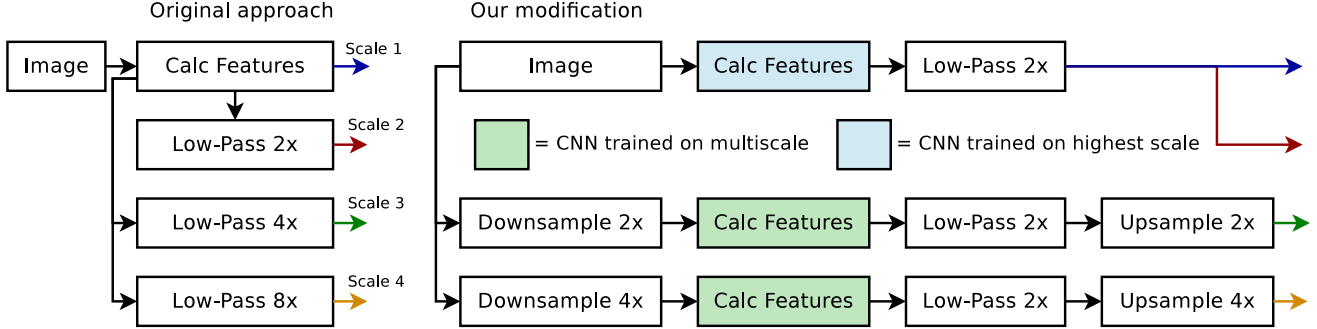 Original approach
Our modification
Image
Calc Features
Scale 1
Image
Calc Features
Low-Pass 2x
Low-Pass 2x
Scale 2
= CNN trained on multiscale
= CNN trained on highest scale
Low-Pass 4x
Scale 3
Downsample 2x
Calc Features
Low-Pass 2x
Upsample 2x
Low-Pass 8x
Scale 4
Downsample 4x
Calc Features
Low-Pass 2x
Upsample 4x